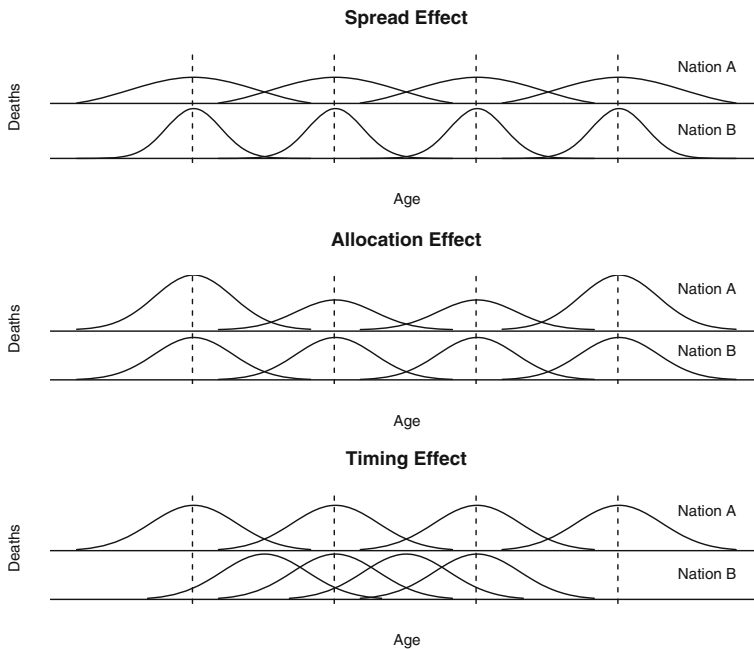 Spread Effect
Nation A
Deaths
Nation B
Age
Allocation Effect
Nation A
Deaths
Nation B
Age
Timing Effect
Nation A
Deaths
Nation B
Age